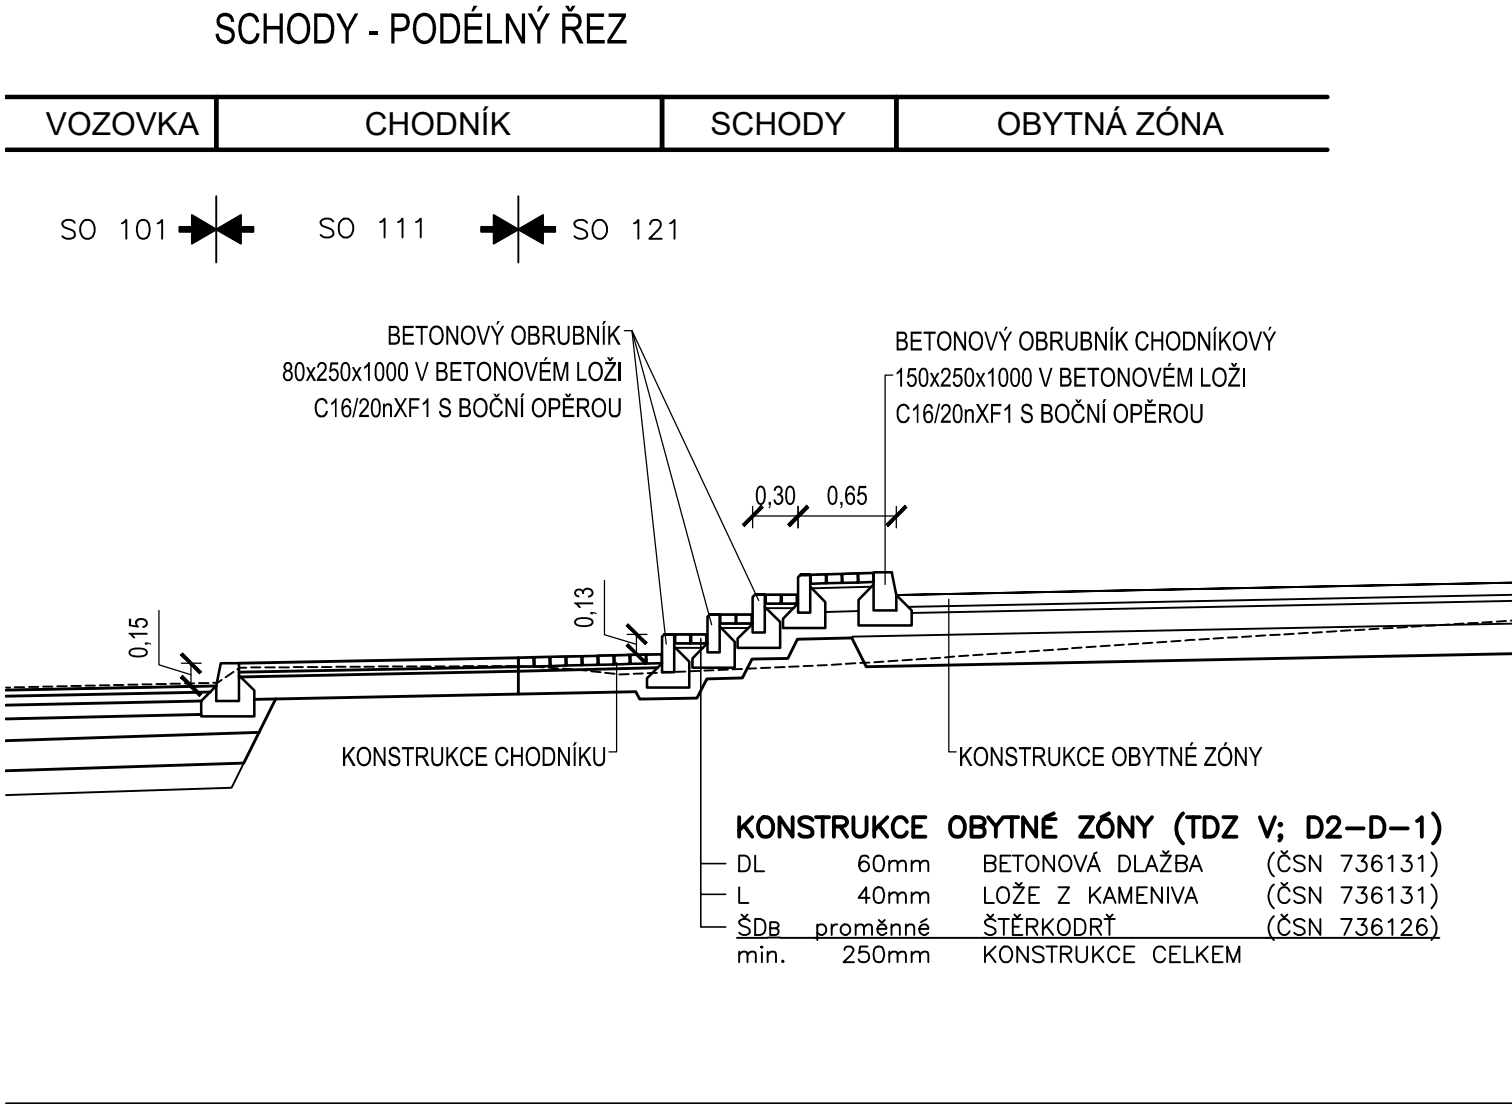 SCHODY - PODÉLNÝ ŘEZ
VOZOVKA CHODNÍK SCHODY OBYTNÁ ZÓNA
SO 101 SO 111 SO 121
BETONOVÝ OBRUBNÍK
80x250x1000 V BETONOVÉM LOŽI
C16/20nXF1 S BOČNÍ OPĚROU
BETONOVÝ OBRUBNÍK CHODNÍKOVÝ
150x250x1000 V BETONOVÉM LOŽI
C16/20nXF1 S BOČNÍ OPĚROU
0,30 0,65
0,13
0,15
KONSTRUKCE CHODNÍKU
KONSTRUKCE OBYTNÉ ZÓNY
KONSTRUKCE OBYTNÉ ZÓNY (TDZ V; D2-D-1)
DL 60mm BETONOVÁ DLAŽBA (ČSN 736131)
L 40mm LOŽE Z KAMENIVA (ČSN 736131)
ŠDB proměnné ŠTĚRKODRŤ (ČSN 736126)
min. 250mm KONSTRUKCE CELKEM